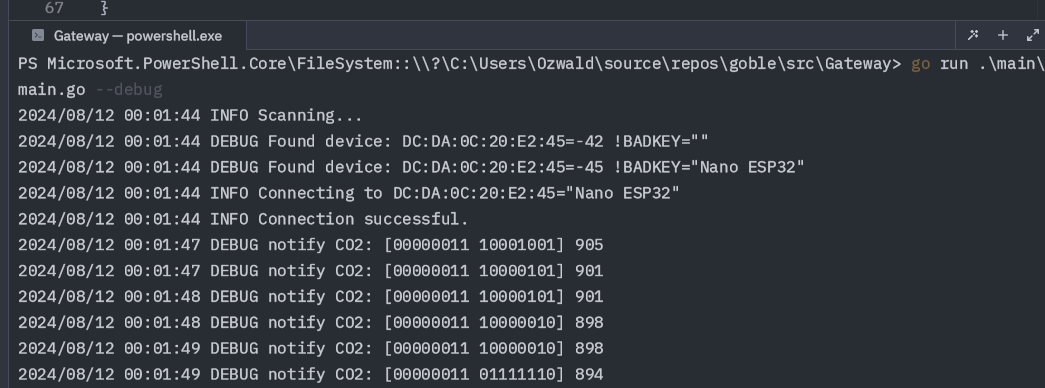 67 }
Gateway — powershell.exe
PS Microsoft.PowerShell.Core\FileSystem::\\?\C:\Users\Ozwald\source\repos\goble\src\Gateway> go run .\main\
main.go --debug
2024/08/12 00:01:44 INFO Scanning...
2024/08/12 00:01:44 DEBUG Found device: DC:DA:0C:20:E2:45=-42 !BADKEY=""
2024/08/12 00:01:44 DEBUG Found device: DC:DA:0C:20:E2:45=-45 !BADKEY="Nano ESP32"
2024/08/12 00:01:44 INFO Connecting to DC:DA:0C:20:E2:45="Nano ESP32"
2024/08/12 00:01:44 INFO Connection successful.
2024/08/12 00:01:47 DEBUG notify CO2: [00000011 10001001] 905
2024/08/12 00:01:47 DEBUG notify CO2: [00000011 10000101] 901
2024/08/12 00:01:48 DEBUG notify CO2: [00000011 10000101] 901
2024/08/12 00:01:48 DEBUG notify CO2: [00000011 10000010] 898
2024/08/12 00:01:49 DEBUG notify CO2: [00000011 10000010] 898
2024/08/12 00:01:49 DEBUG notify CO2: [00000011 01111110] 894